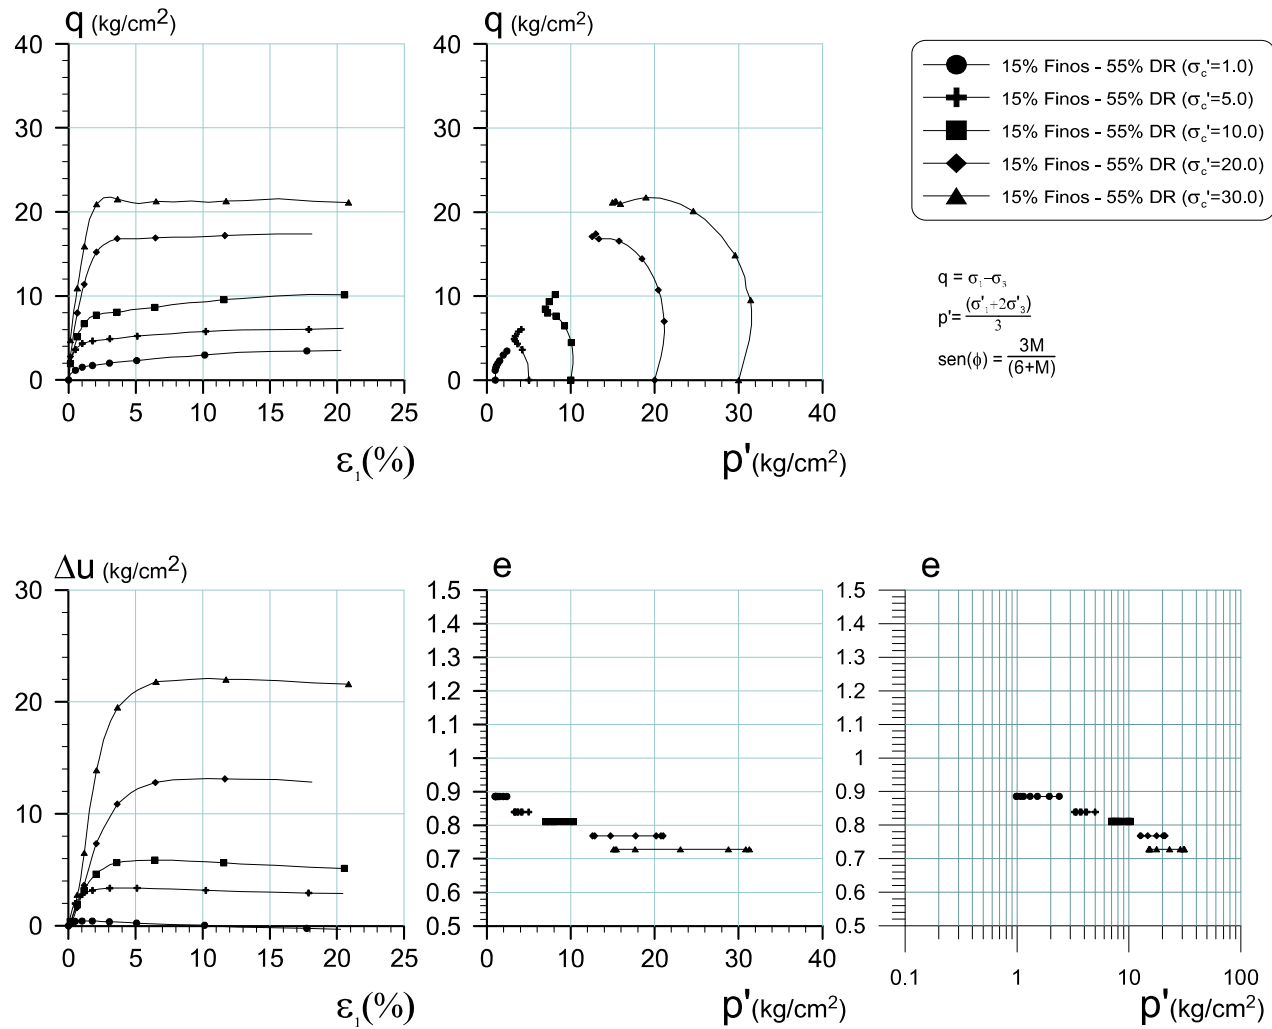 q (kg/cm²)
40
30
20
10
0
0 5 10 15 20 25
ε₁(%)
q (kg/cm²)
40
30
20
10
0
0 10 20 30 40
p' (kg/cm²)
15% Finos - 55% DR (σc'=1.0)
15% Finos - 55% DR (σc'=5.0)
15% Finos - 55% DR (σc'=10.0)
15% Finos - 55% DR (σc'=20.0)
15% Finos - 55% DR (σc'=30.0)
q = σ₁-σ₃
p'= (σ'₁+2σ'₃)/3
sen(ϕ) = 3M/(6+M)
Δu (kg/cm²)
30
20
10
0
0 5 10 15 20 25
ε₁(%)
e
1.5
1.4
1.3
1.2
1.1
1
0.9
0.8
0.7
0.6
0.5
0 10 20 30 40
p' (kg/cm²)
e
1.5
1.4
1.3
1.2
1.1
1
0.9
0.8
0.7
0.6
0.5
0.1 1 10 100
p' (kg/cm²)